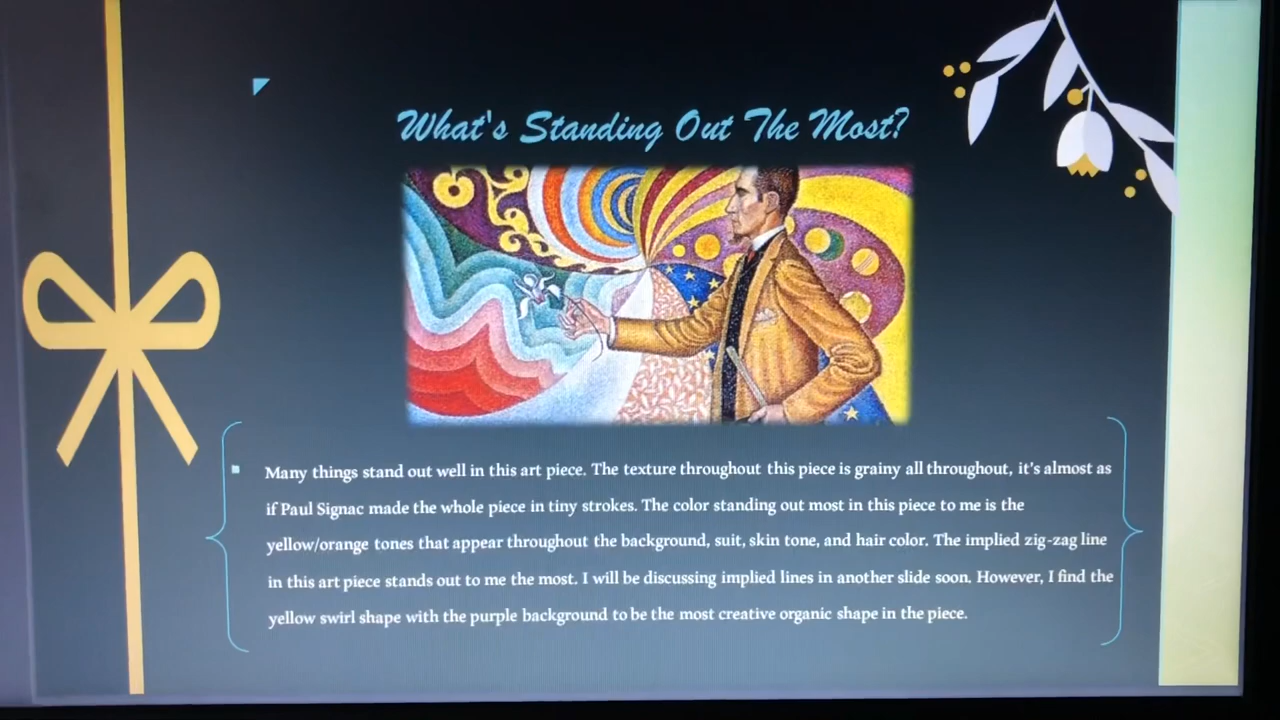 What's Standing Out The Most?
Many things stand out well in this art piece. The texture throughout this piece is grainy all throughout, it's almost as
if Paul Signac made the whole piece in tiny strokes. The color standing out most in this piece to me is the
yellow/orange tones that appear throughout the background, suit, skin tone, and hair color. The implied zig-zag line
in this art piece stands out to me the most. I will be discussing implied lines in another slide soon. However, I find the
yellow swirl shape with the purple background to be the most creative organic shape in the piece.